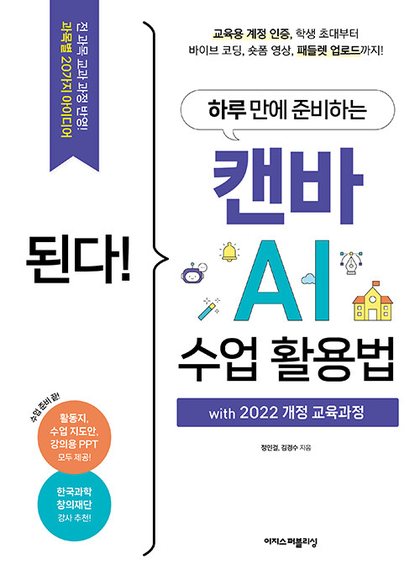 전 과목 교과 과정 반영!
과목별 20가지 아이디어
교육용 계정 인증, 학생 초대부터
바이브 코딩, 숏폼 영상, 패들렛 업로드까지!
하루 만에 준비하는
된다!
캔바
AI
수업 활용법
with 2022 개정 교육과정
정인걸, 김경수 지음
수업 준비 끝!
활동지,
수업 지도안,
강의용 PPT
모두 제공!
한국과학
창의재단
강사 추천!
이지스퍼블리싱